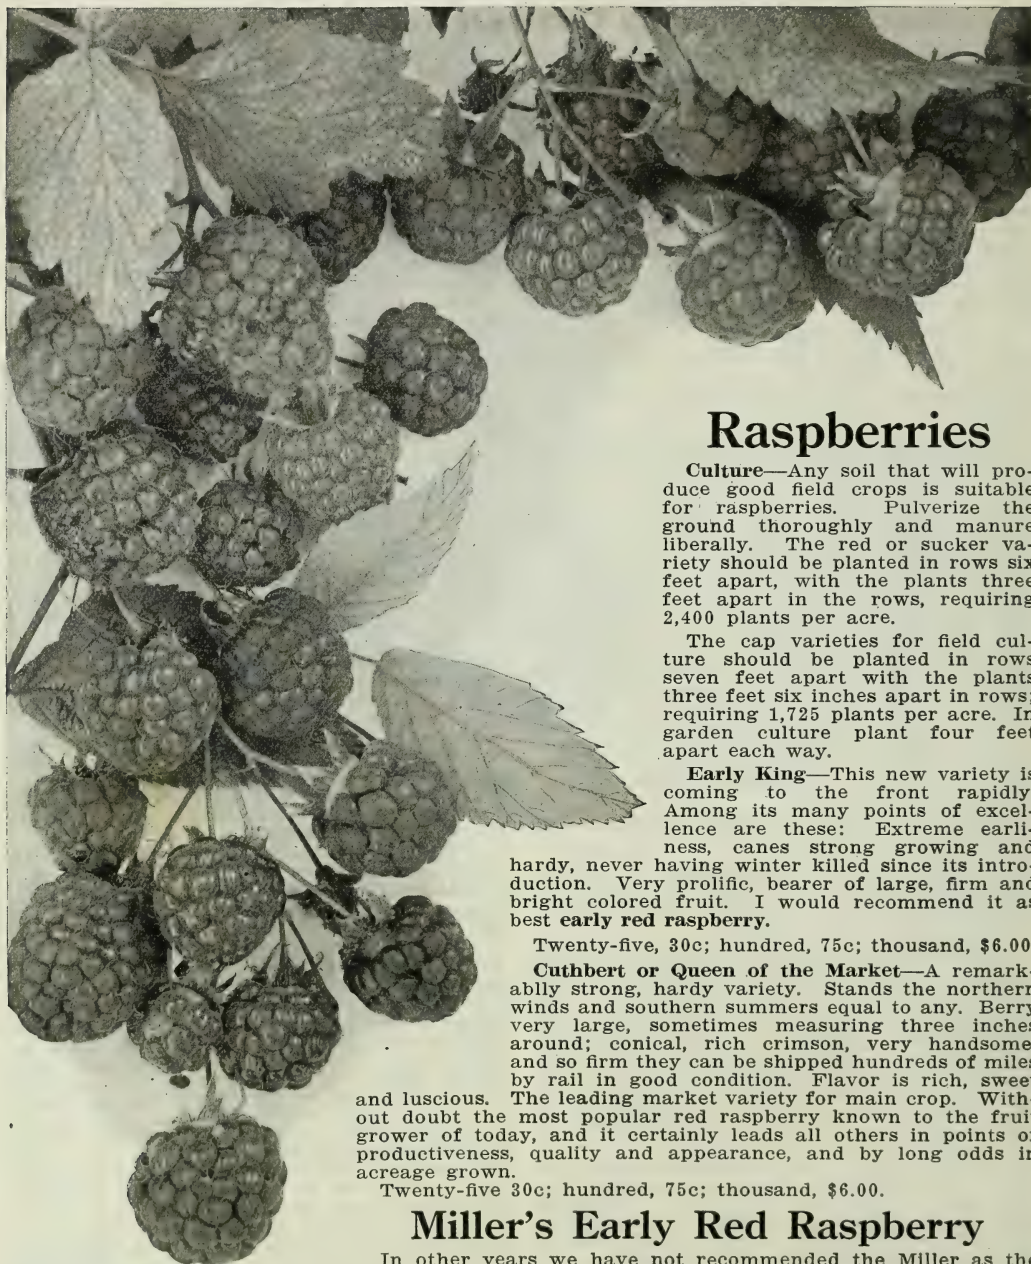 Raspberries
Culture—Any soil that will pro-
duce good field crops is suitable
for raspberries. Pulverize the
ground thoroughly and manure
liberally. The red or sucker va-
riety should be planted in rows six
feet apart, with the plants three
feet apart in the rows, requiring
2,400 plants per acre.
The cap varieties for field cul-
ture should be planted in rows
seven feet apart with the plants
three feet six inches apart in rows;
requiring 1,725 plants per acre. In
garden culture plant four feet
apart each way.
Early King—This new variety is
coming to the front rapidly
Among its many points of excel-
lence are these: Extreme earli-
ness, canes strong growing and
hardy, never having winter killed since its intro-
duction. Very prolific, bearer of large, firm and
bright colored fruit. I would recommend it as
best early red raspberry.
Twenty-five, 30c; hundred, 75c; thousand, $6.00
Cuthbert or Queen of the Market—A remark-
ablly strong, hardy variety. Stands the northern
winds and southern summers equal to any. Berry
very large, sometimes measuring three inches
around; conical, rich crimson, very handsome
and so firm they can be shipped hundreds of miles
by rail in good condition. Flavor is rich, sweet
and luscious. The leading market variety for main crop. With-
out doubt the most popular red raspberry known to the fruit
grower of today, and it certainly leads all others in points of
productiveness, quality and appearance, and by long odds in
acreage grown.
Twenty-five 30c; hundred, 75c; thousand, $6.00.
Miller's Early Red Raspberry
In other years we have not recommended the Miller as the